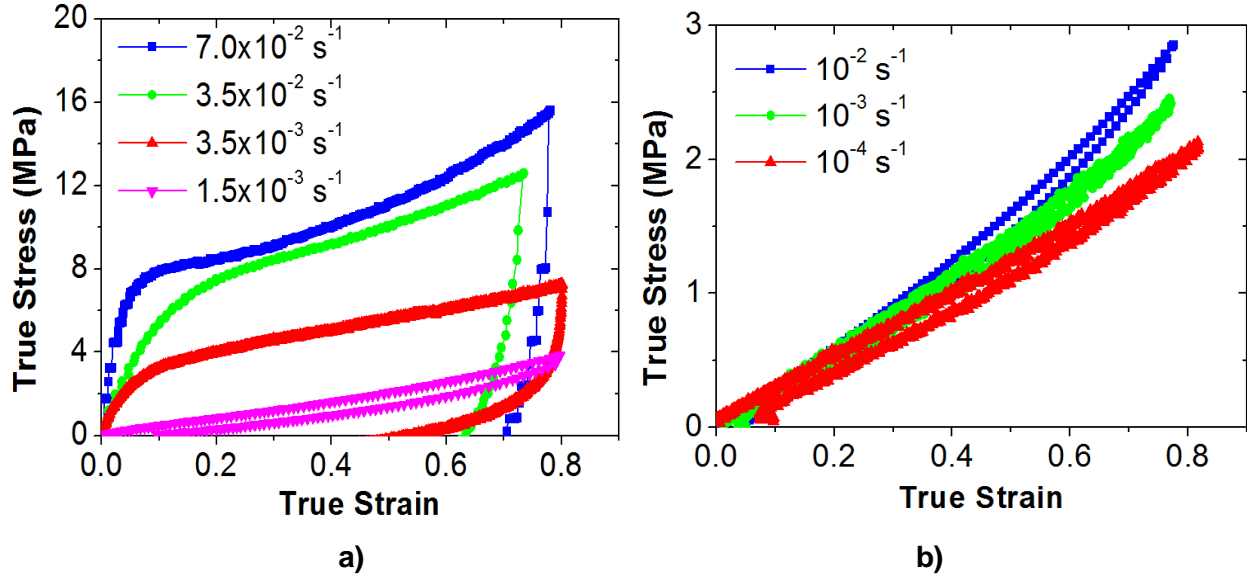 20
16
12
8
4
0
True Stress (MPa)
7.0x10⁻² s⁻¹
3.5x10⁻² s⁻¹
3.5x10⁻³ s⁻¹
1.5x10⁻³ s⁻¹
0.0 0.2 0.4 0.6 0.8
True Strain
a)
3
2
1
0
True Stress (MPa)
10⁻² s⁻¹
10⁻³ s⁻¹
10⁻⁴ s⁻¹
0.0 0.2 0.4 0.6 0.8
True Strain
b)